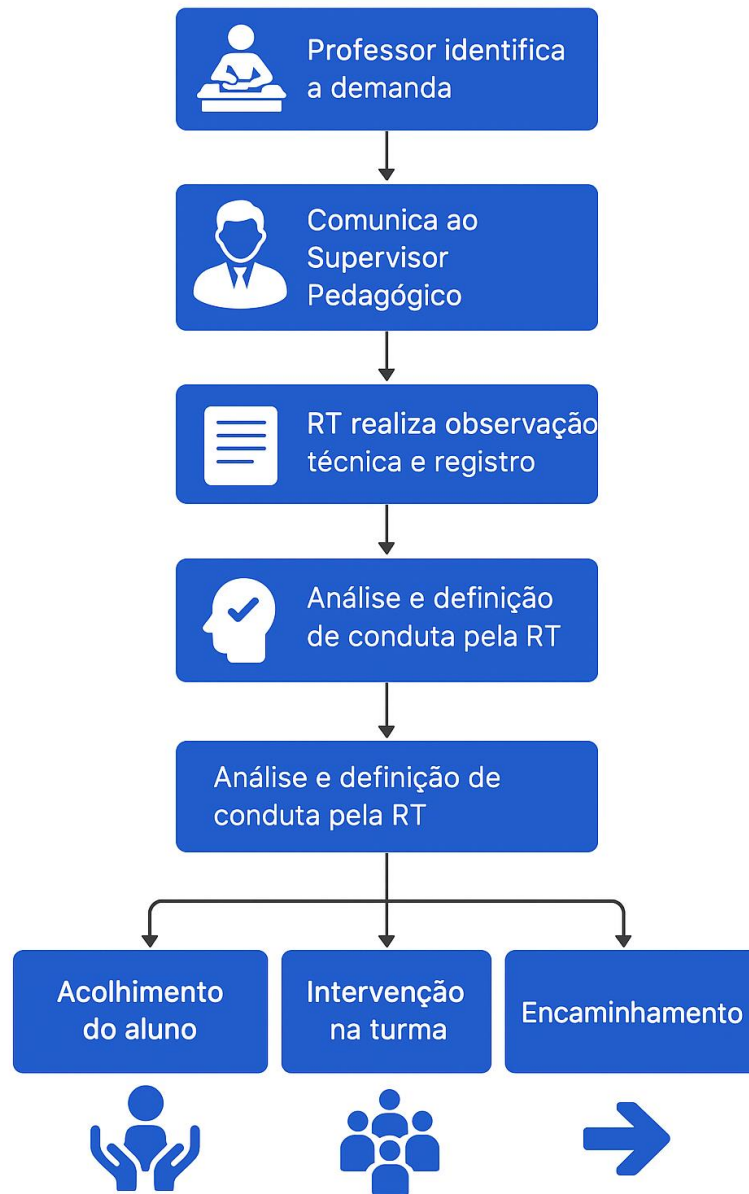 Professor identifica
a demanda
Comunica ao
Supervisor
Pedagógico
RT realiza observação
técnica e registro
Análise e definição
de conduta pela RT
Análise e definição de
conduta pela RT
Acolhimento
do aluno
Intervenção
na turma
Encaminhamento